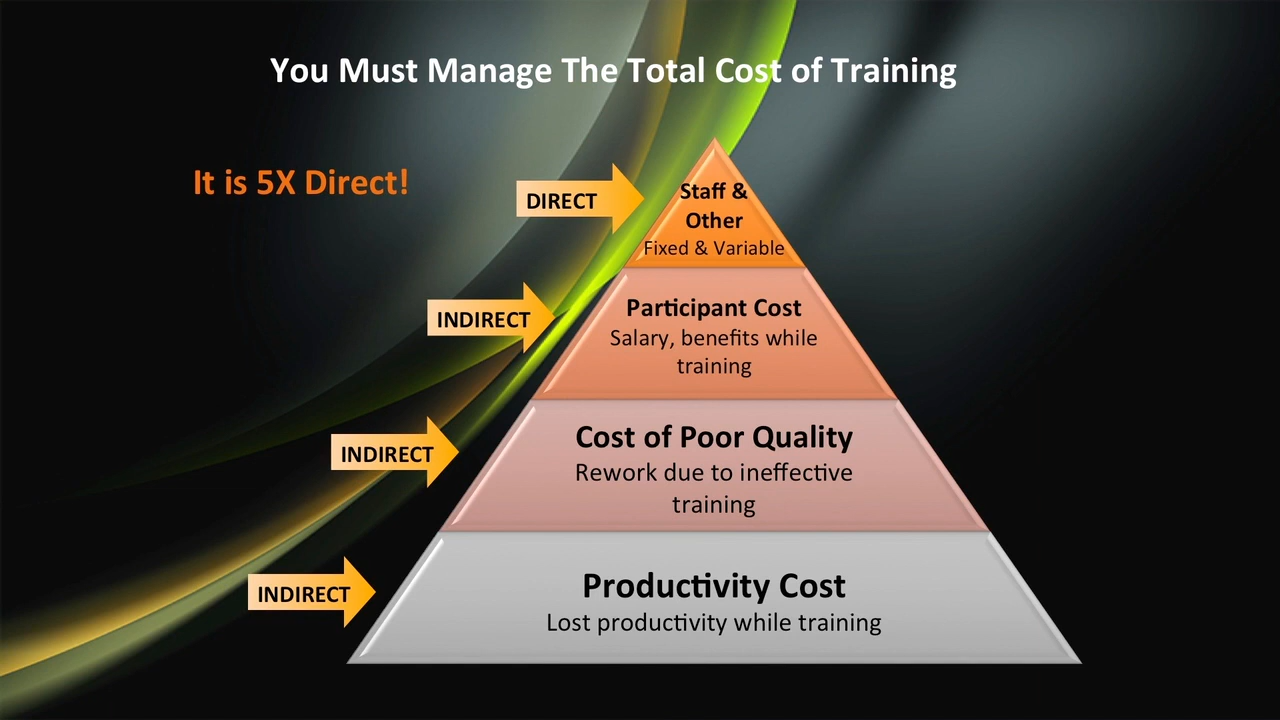 You Must Manage The Total Cost of Training
It is 5X Direct!
DIRECT
Staff &
Other
Fixed & Variable
INDIRECT
Participant Cost
Salary, benefits while
training
INDIRECT
Cost of Poor Quality
Rework due to ineffective
training
INDIRECT
Productivity Cost
Lost productivity while training